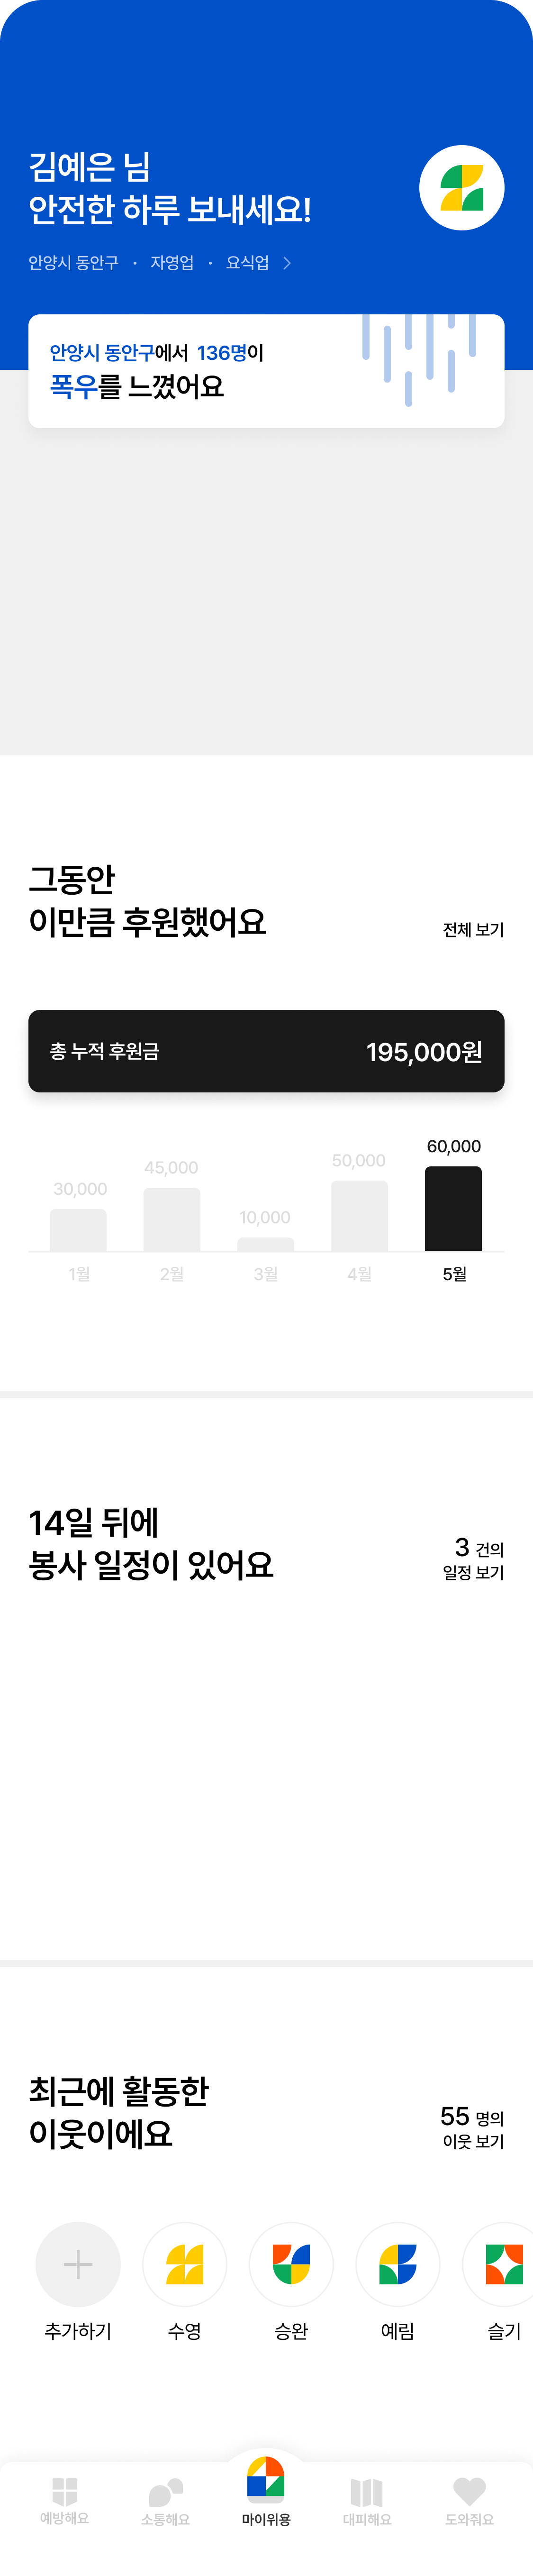 김예은 님
안전한 하루 보내세요!
안양시 동안구 · 자영업 · 요식업
안양시 동안구에서 136명이
폭우를 느꼈어요
그동안
이만큼 후원했어요
전체 보기
총 누적 후원금 195,000원
30,000 45,000 10,000 50,000 60,000
1월 2월 3월 4월 5월
14일 뒤에
봉사 일정이 있어요
3 건의
일정 보기
최근에 활동한
이웃이에요
55 명의
이웃 보기
추가하기 수영 승완 예림 슬기
예방해요 소통해요 마이위용 대피해요 도와줘요